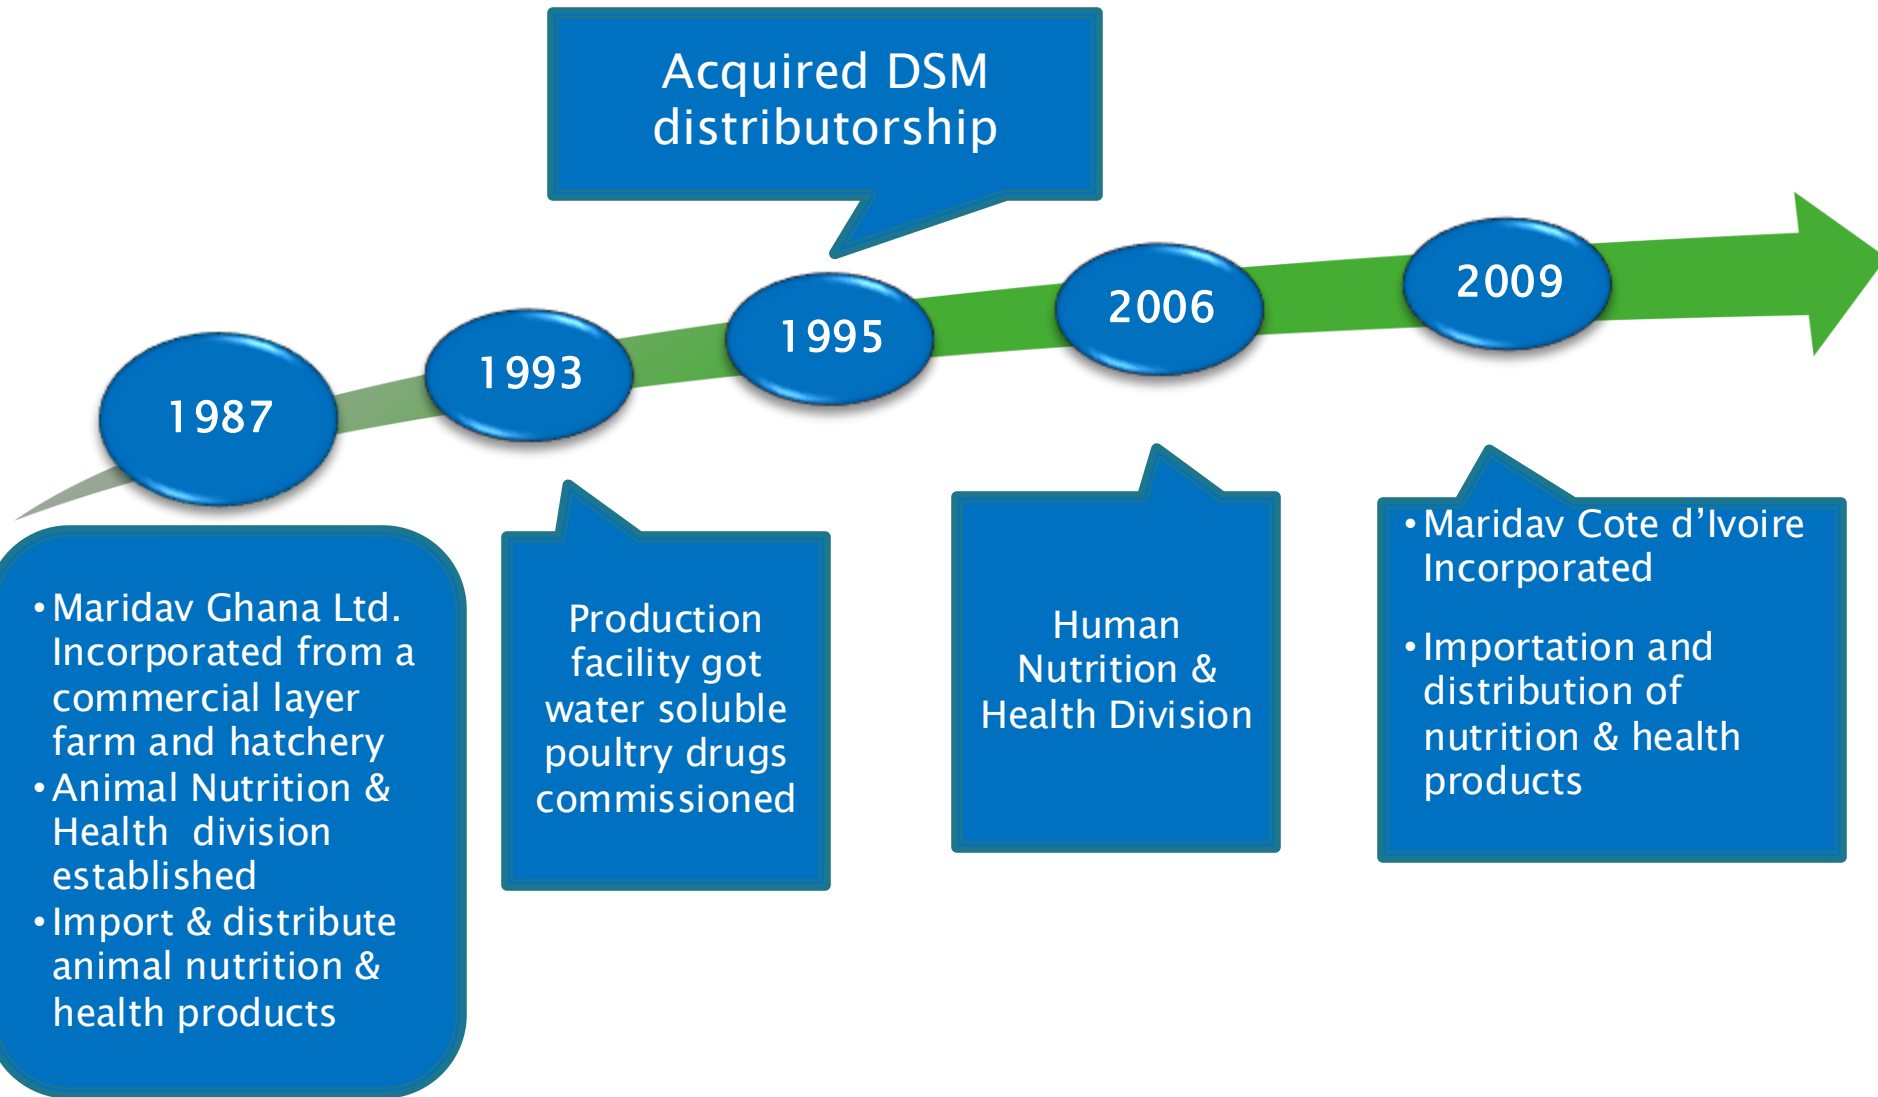 Acquired DSM
distributorship
1987
1993
1995
2006
2009
•Maridav Ghana Ltd.
Incorporated from a
commercial layer
farm and hatchery
•Animal Nutrition &
Health  division
established
•Import & distribute
animal nutrition &
health products
Production
facility got
water soluble
poultry drugs
commissioned
Human
Nutrition &
Health Division
•Maridav Cote d’Ivoire
Incorporated
•Importation and
distribution of
nutrition & health
products